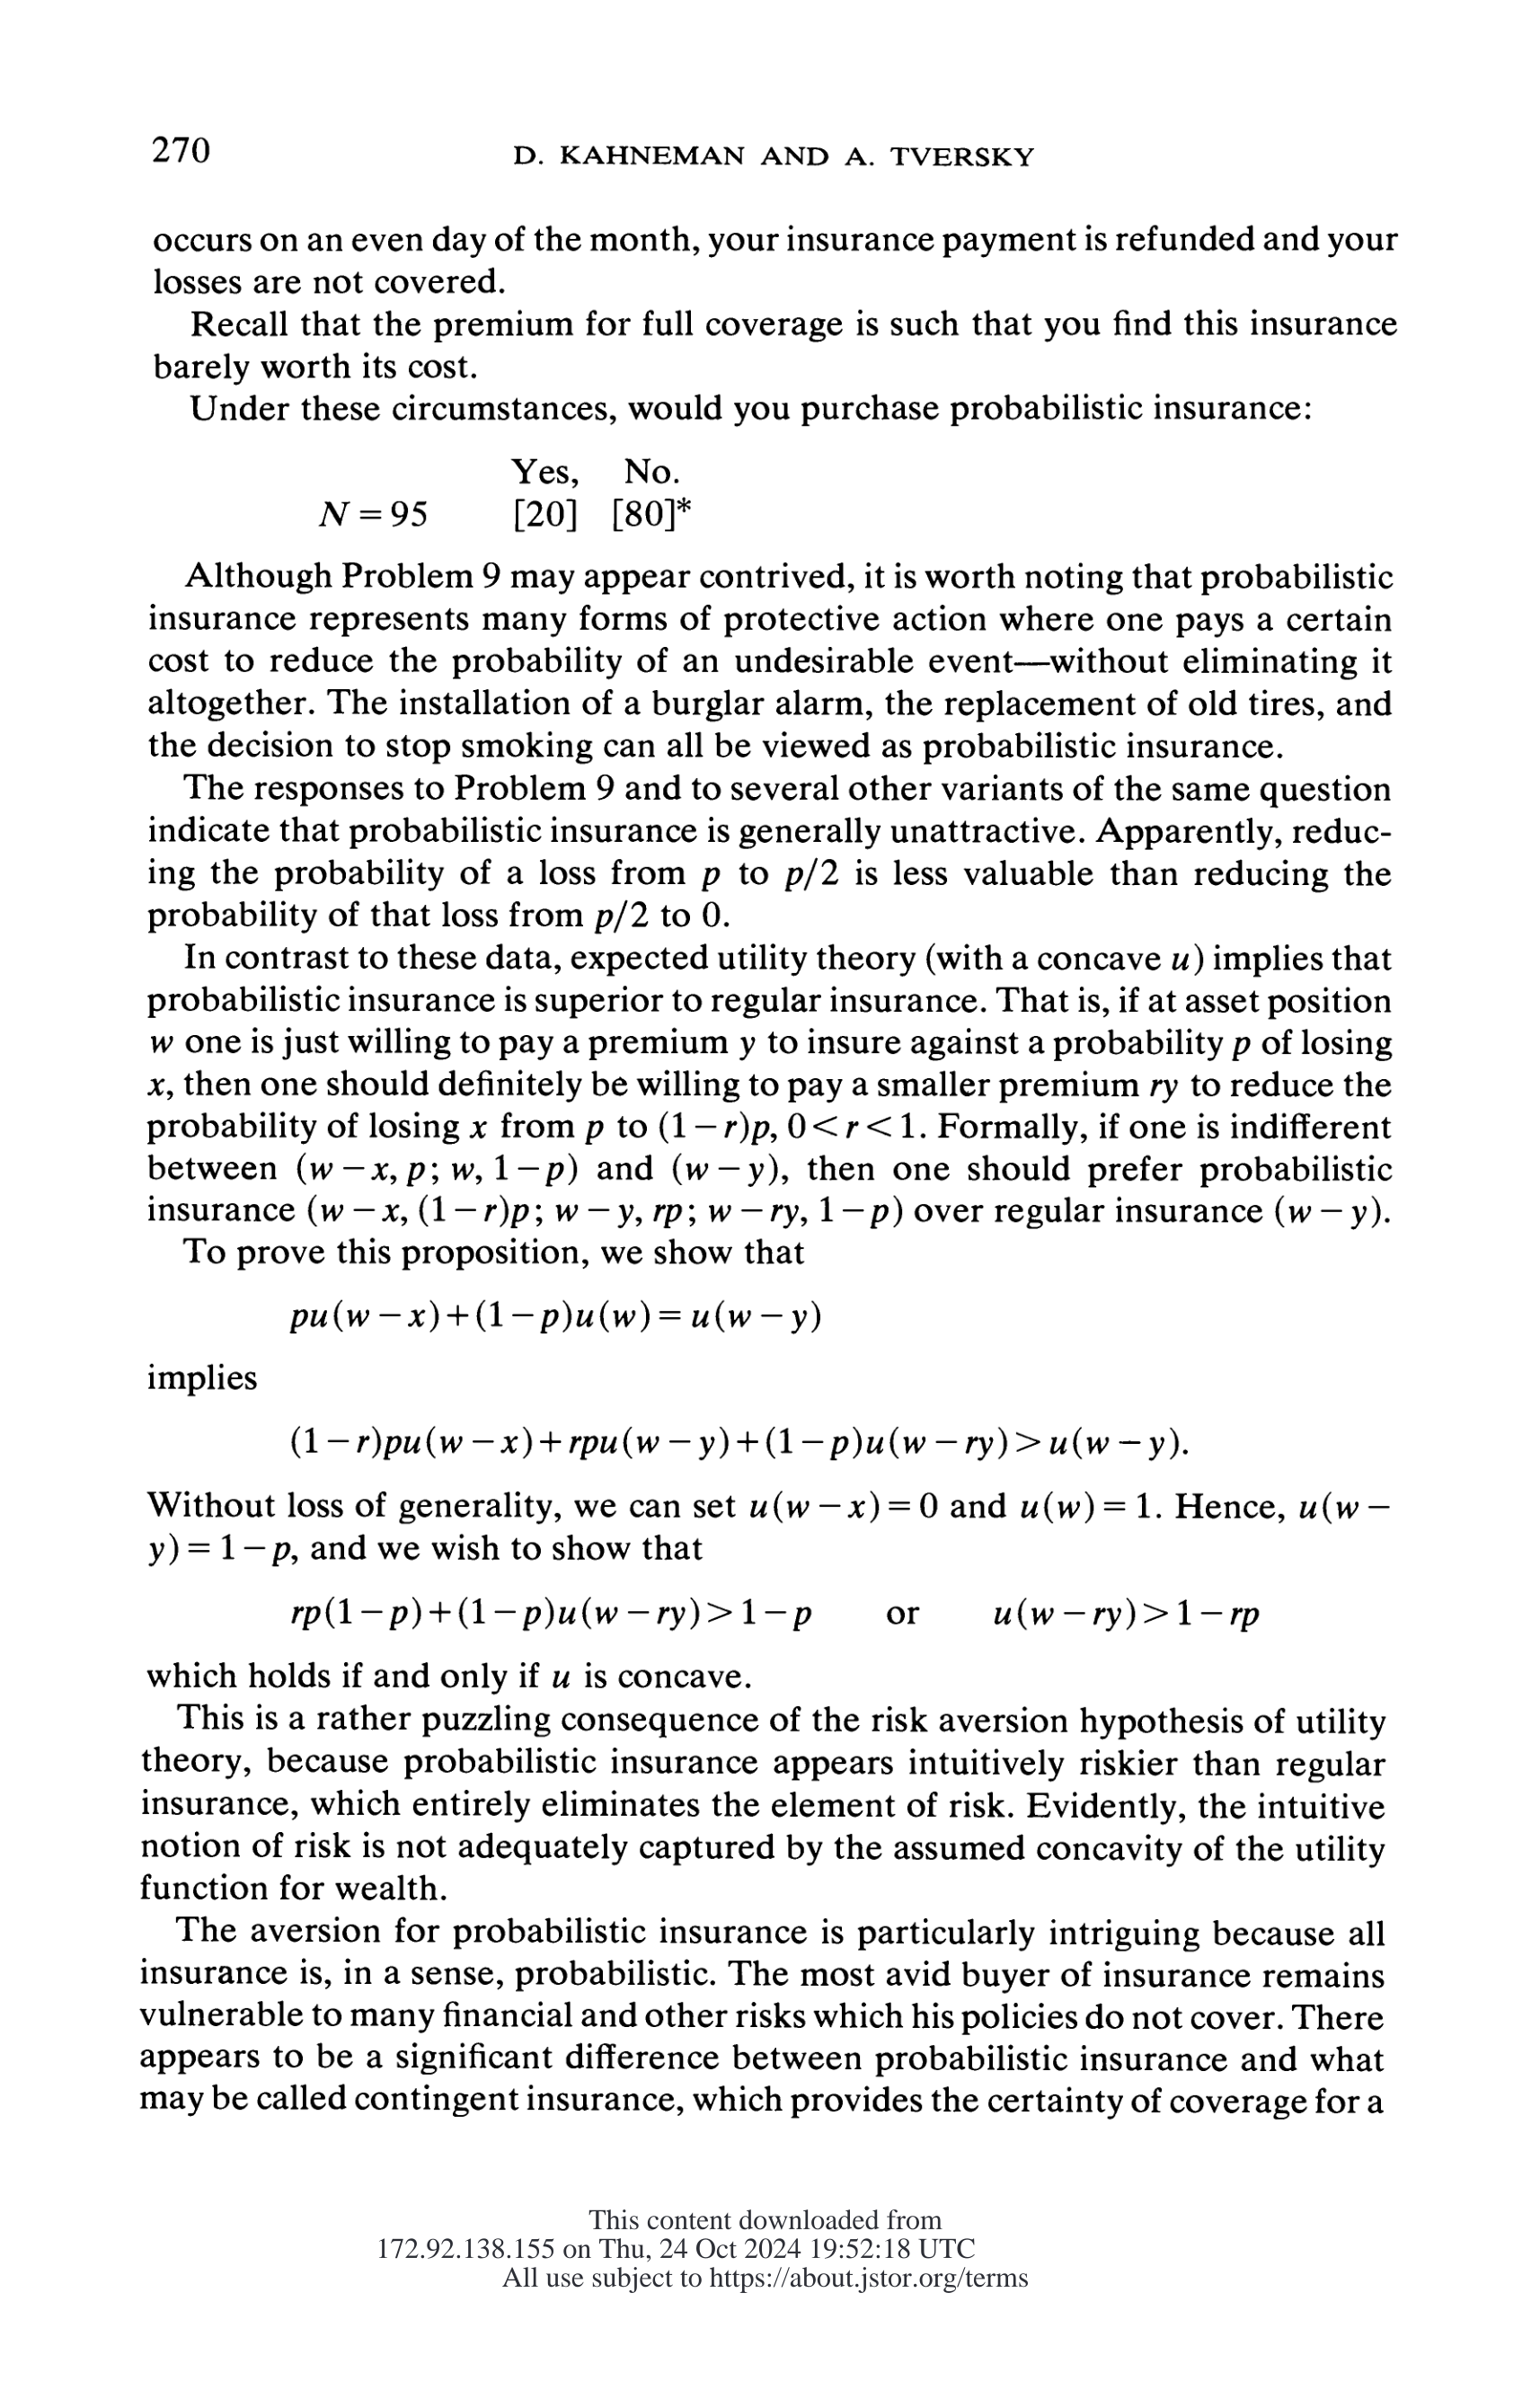 270
D. KAHNEMAN AND A. TVERSKY
occurs on an even day of the month, your insurance payment is refunded and your
losses are not covered.
Recall that the premium for full coverage is such that you find this insurance
barely worth its cost.
Under these circumstances, would you purchase probabilistic insurance:
Yes, No.
N = 95 [20] [80]*
Although Problem 9 may appear contrived, it is worth noting that probabilistic
insurance represents many forms of protective action where one pays a certain
cost to reduce the probability of an undesirable event—without eliminating it
altogether. The installation of a burglar alarm, the replacement of old tires, and
the decision to stop smoking can all be viewed as probabilistic insurance.
The responses to Problem 9 and to several other variants of the same question
indicate that probabilistic insurance is generally unattractive. Apparently, reduc-
ing the probability of a loss from p to p/2 is less valuable than reducing the
probability of that loss from p/2 to 0.
In contrast to these data, expected utility theory (with a concave u) implies that
probabilistic insurance is superior to regular insurance. That is, if at asset position
w one is just willing to pay a premium y to insure against a probability p of losing
x, then one should definitely be willing to pay a smaller premium ry to reduce the
probability of losing x from p to (1 − r)p, 0 < r < 1. Formally, if one is indifferent
between (w − x, p; w, 1 − p) and (w − y), then one should prefer probabilistic
insurance (w − x, (1 − r)p; w − y, rp; w − ry, 1 − p) over regular insurance (w − y).
To prove this proposition, we show that
pu(w − x) + (1 − p)u(w) = u(w − y)
implies
(1 − r)pu(w − x) + rpu(w − y) + (1 − p)u(w − ry) > u(w − y).
Without loss of generality, we can set u(w − x) = 0 and u(w) = 1. Hence, u(w −
y) = 1 − p, and we wish to show that
rp(1 − p) + (1 − p)u(w − ry) > 1 − p or u(w − ry) > 1 − rp
which holds if and only if u is concave.
This is a rather puzzling consequence of the risk aversion hypothesis of utility
theory, because probabilistic insurance appears intuitively riskier than regular
insurance, which entirely eliminates the element of risk. Evidently, the intuitive
notion of risk is not adequately captured by the assumed concavity of the utility
function for wealth.
The aversion for probabilistic insurance is particularly intriguing because all
insurance is, in a sense, probabilistic. The most avid buyer of insurance remains
vulnerable to many financial and other risks which his policies do not cover. There
appears to be a significant difference between probabilistic insurance and what
may be called contingent insurance, which provides the certainty of coverage for a
This content downloaded from
172.92.138.155 on Thu, 24 Oct 2024 19:52:18 UTC
All use subject to https://about.jstor.org/terms